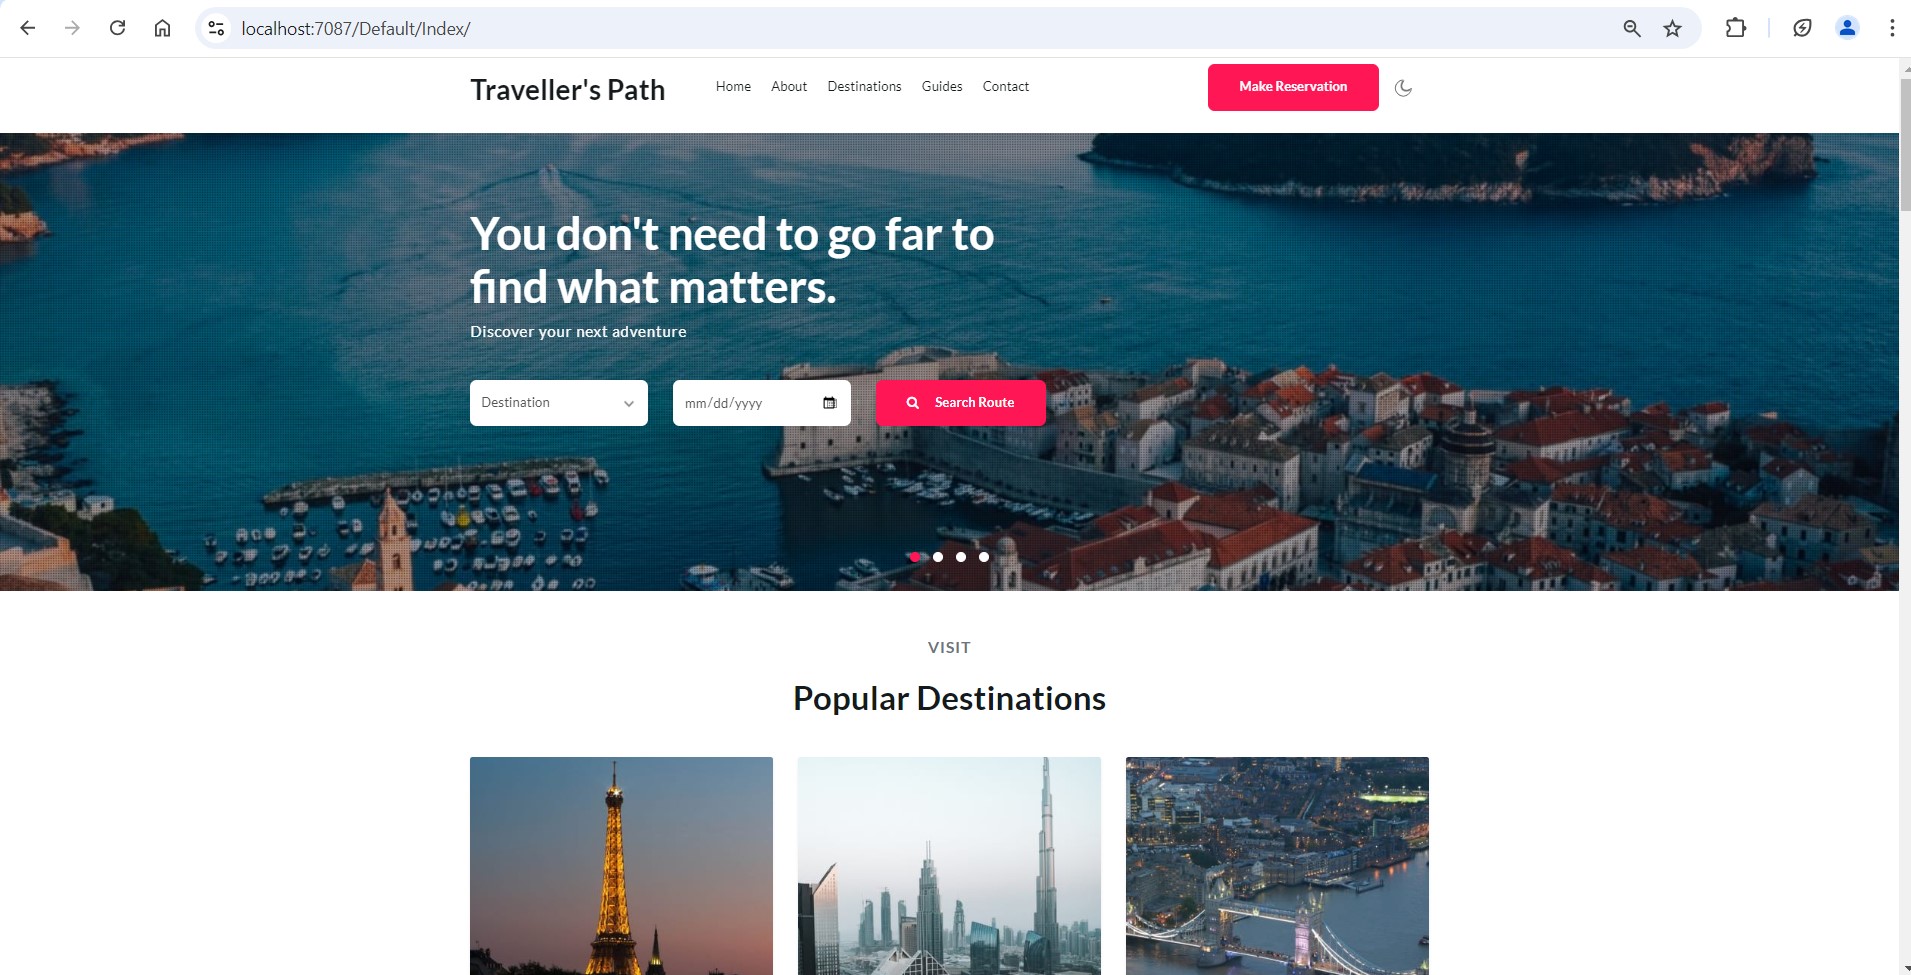 localhost:7087/Default/Index/
Traveller's Path
Home About Destinations Guides Contact
Make Reservation
You don't need to go far to
find what matters.
Discover your next adventure
Destination
mm/dd/yyyy
Search Route
VISIT
Popular Destinations